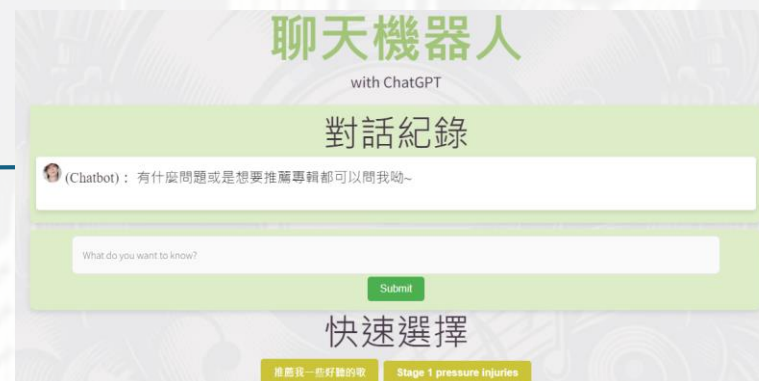 聊天機器人
with ChatGPT
對話紀錄
(Chatbot)： 有什麼問題或是想要推薦專輯都可以問我呦~
What do you want to know?
Submit
快速選擇
推薦我一些好聽的歌
Stage 1 pressure injuries